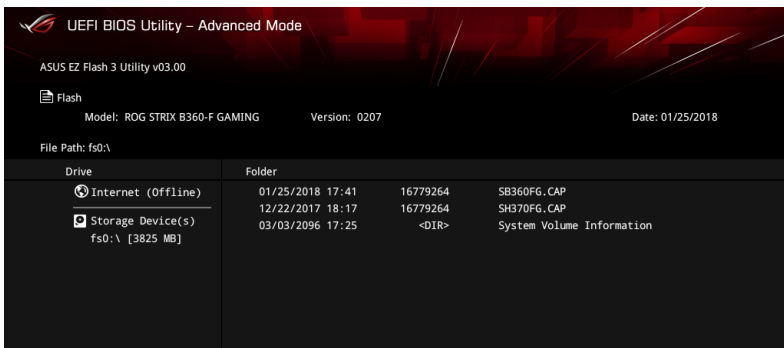 UEFI BIOS Utility – Advanced Mode
ASUS EZ Flash 3 Utility v03.00
Flash
Model: ROG STRIX B360-F GAMING Version: 0207 Date: 01/25/2018
File Path: fs0:\
Drive Folder
Internet (Offline) 01/25/2018 17:41 16779264 SB360FG.CAP
12/22/2017 18:17 16779264 SH370FG.CAP
Storage Device(s) 03/03/2096 17:25 <DIR> System Volume Information
fs0:\ [3825 MB]